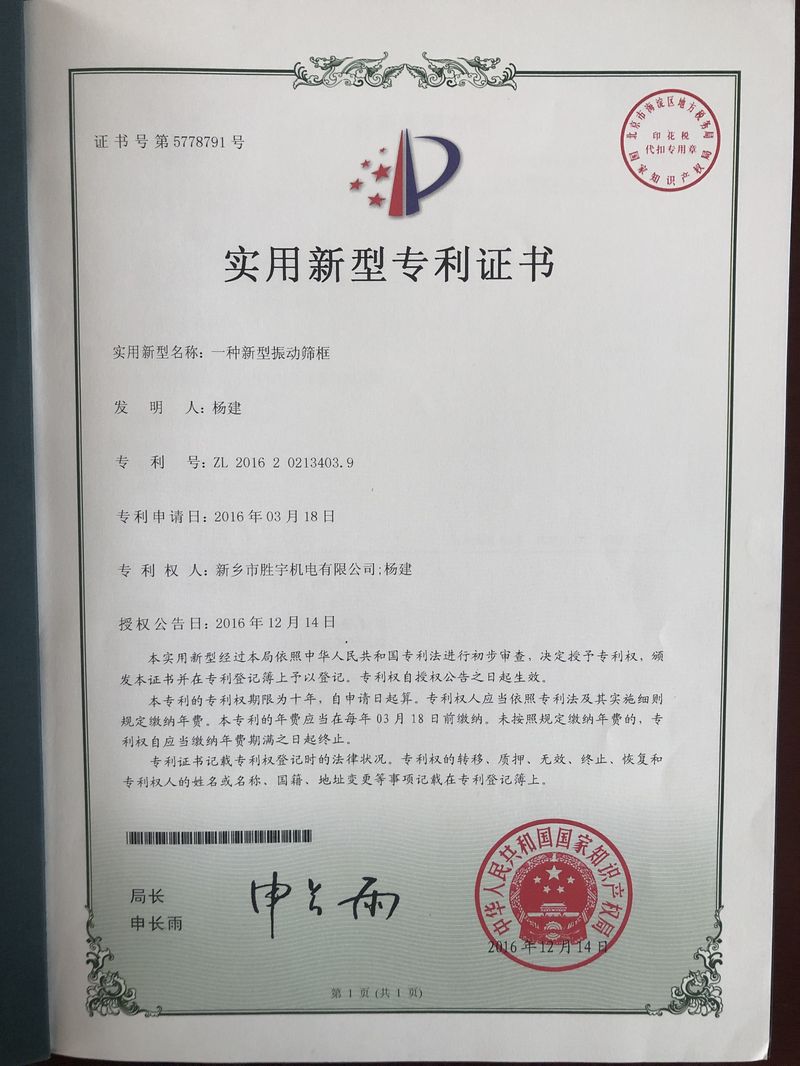 证书号第5778791号
北京市海淀区地方税务局
印花税
代扣专用章
国家知识产权局
实用新型专利证书
实用新型名称：一种新型振动筛框
发明人：杨建
专利号：ZL 2016 2 0213403.9
专利申请日：2016年03月18日
专利权人：新乡市胜宇机电有限公司;杨建
授权公告日：2016年12月14日
本实用新型经过本局依照中华人民共和国专利法进行初步审查，决定授予专利权，颁
发本证书并在专利登记簿上予以登记。专利权自授权公告之日起生效。
本专利的专利权期限为十年，自申请日起算。专利权人应当依照专利法及其实施细则
规定缴纳年费。本专利的年费应当在每年03月18日前缴纳。未按照规定缴纳年费的，专
利权自应当缴纳年费期满之日起终止。
专利证书记载专利权登记时的法律状况。专利权的转移、质押、无效、终止、恢复和
专利权人的姓名或名称、国籍、地址变更等事项记载在专利登记簿上。
局长
申长雨
申长雨
中华人民共和国国家知识产权局
2016年12月14日
第1页(共1页)